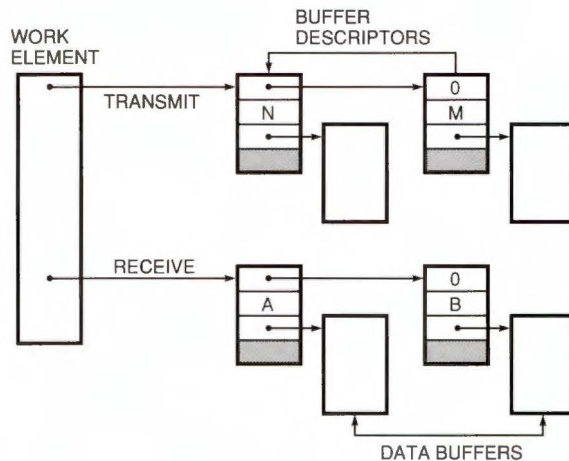 BUFFER
DESCRIPTORS
WORK
ELEMENT
TRANSMIT
0
N
M
RECEIVE
0
A
B
DATA BUFFERS